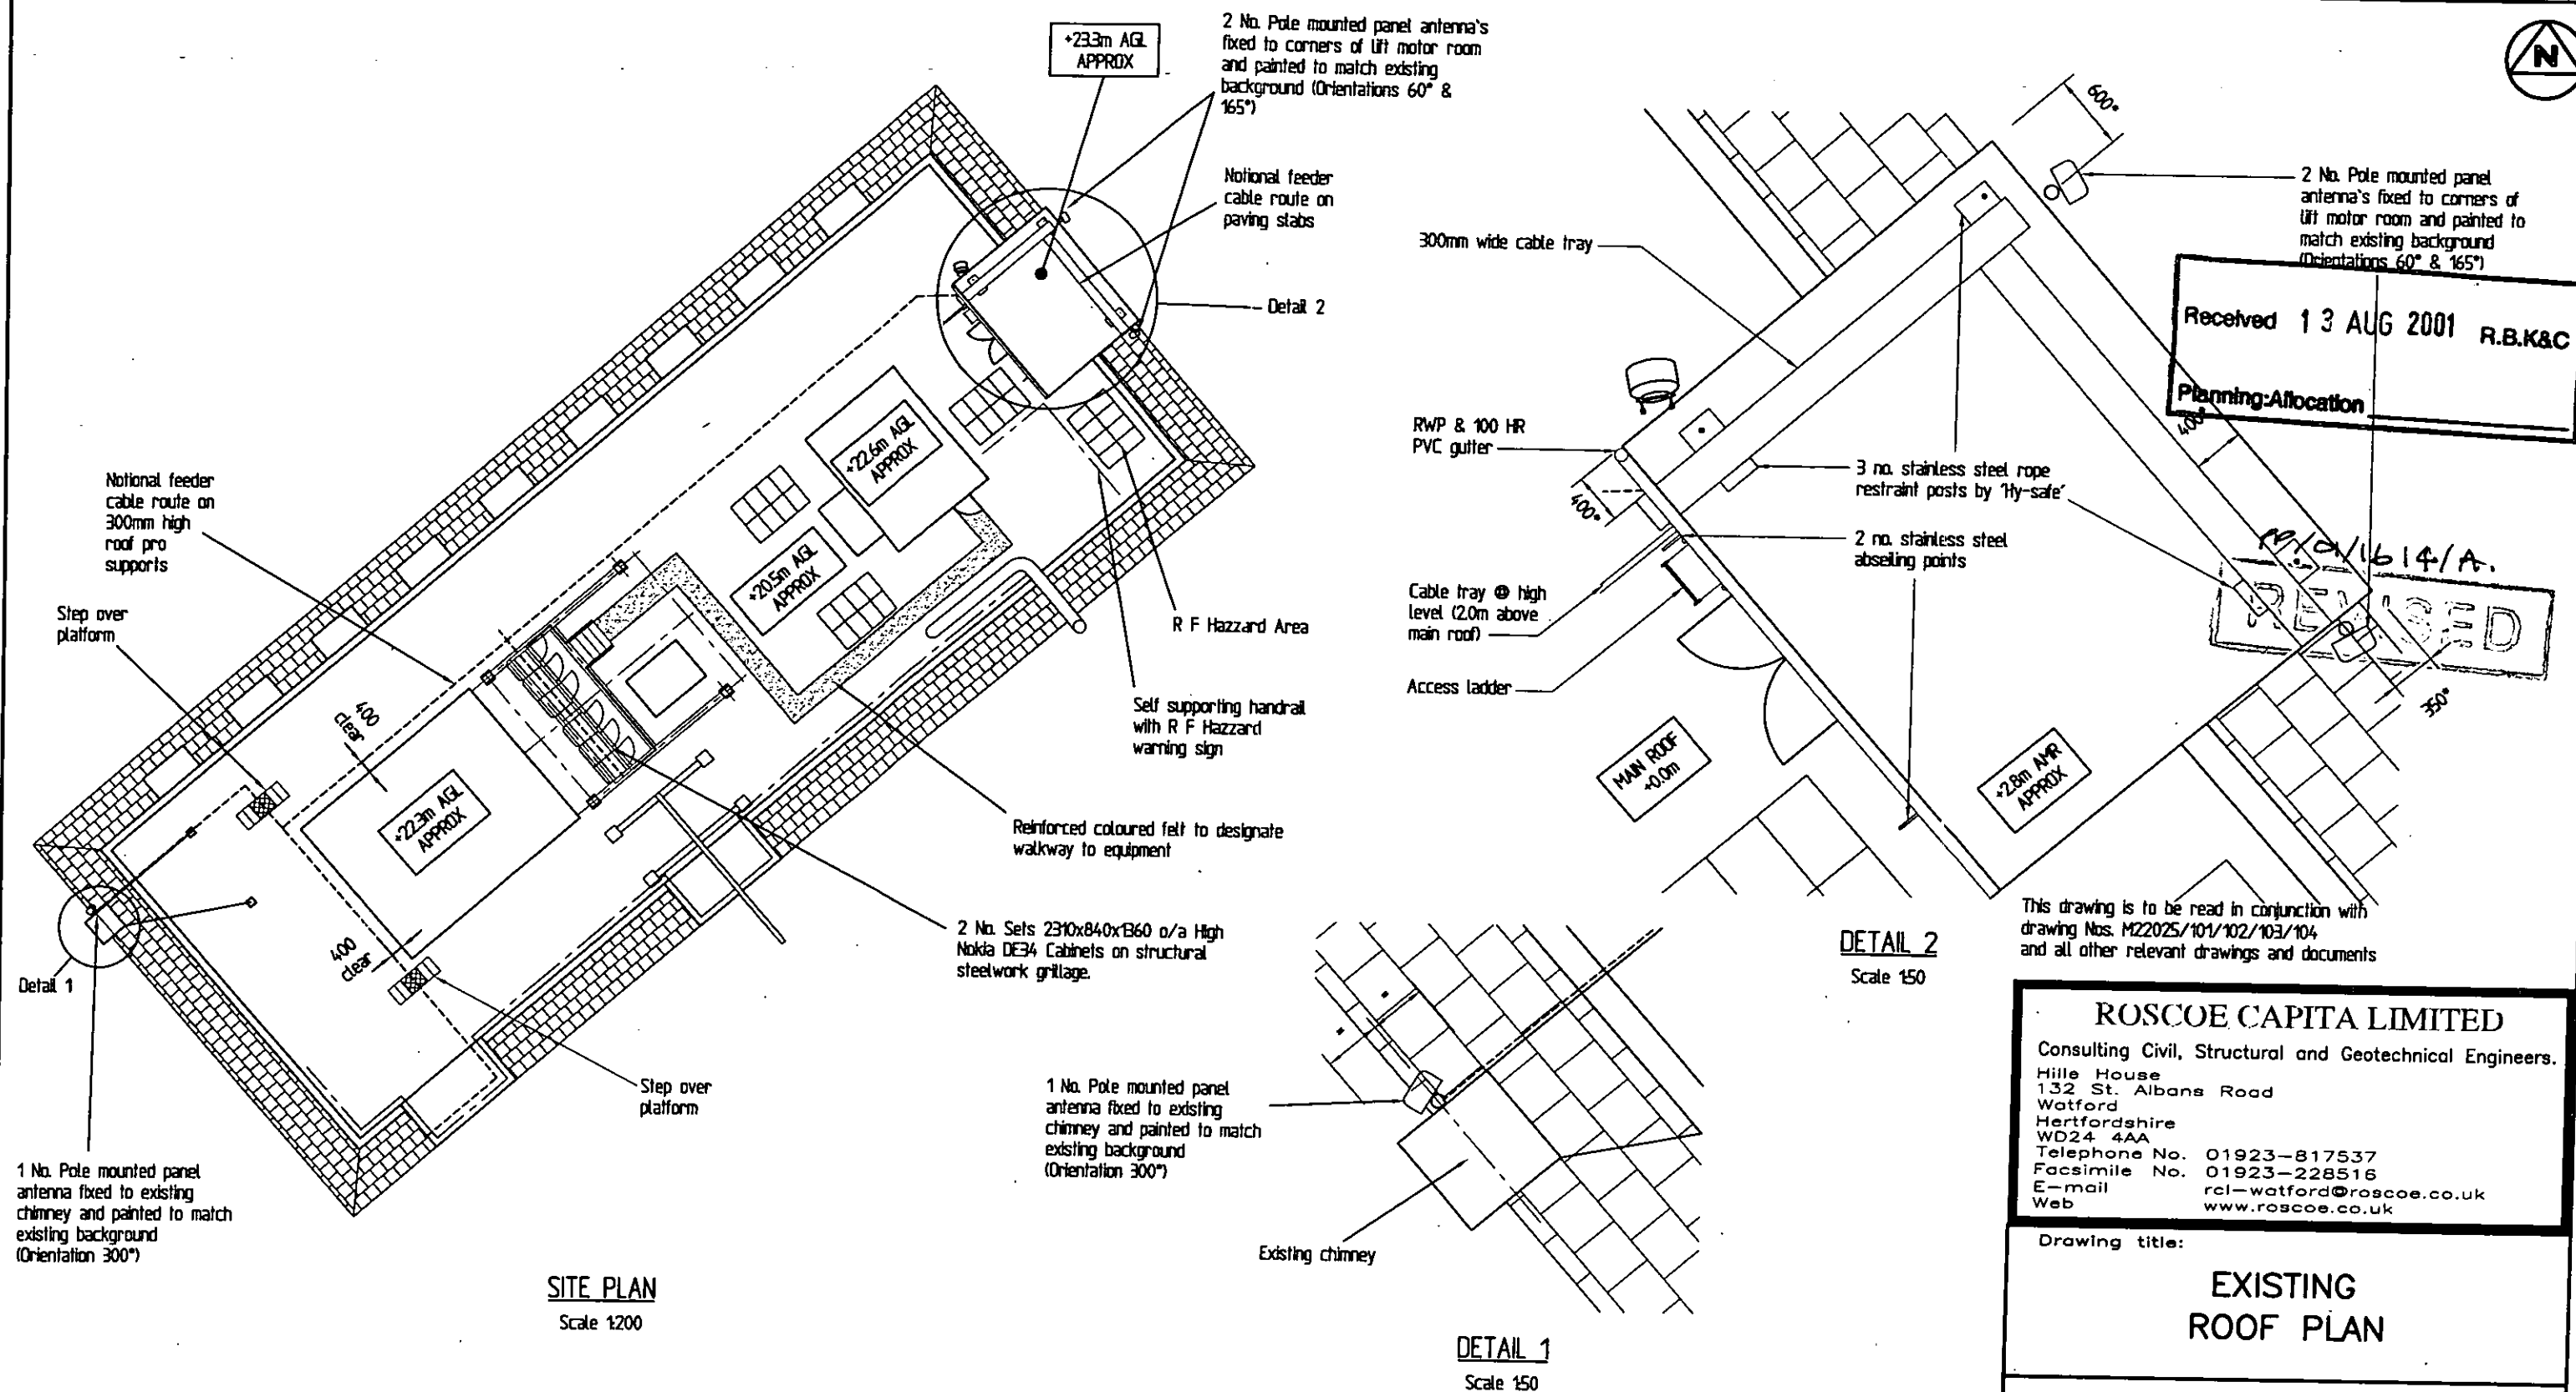 +23.3m AGL
APPROX
2 No. Pole mounted panel antenna's
fixed to corners of lift motor room
and painted to match existing
background (Orientations 60° &
165°)
Notional feeder
cable route on
paving slabs
Detail 2
+22.6m AGL
APPROX
+20.5m AGL
APPROX
+22.3m AGL
APPROX
Notional feeder
cable route on
300mm high
roof pro
supports
Step over
platform
400
clear
400
clear
R F Hazzard Area
Self supporting handrail
with R F Hazzard
warning sign
Reinforced coloured felt to designate
walkway to equipment
2 No. Sets 2310x840x1360 o/a High
Nokia DE34 Cabinets on structural
steelwork grillage.
Detail 1
Step over
platform
1 No. Pole mounted panel
antenna fixed to existing
chimney and painted to match
existing background
(Orientation 300°)
SITE PLAN
Scale 1:200
1 No. Pole mounted panel
antenna fixed to existing
chimney and painted to match
existing background
(Orientation 300°)
Existing chimney
DETAIL 1
Scale 1:50
N
600*
2 No. Pole mounted panel
antenna's fixed to corners of
lift motor room and painted to
match existing background
(Orientations 60° & 165°)
300mm wide cable tray
RWP & 100 HR
PVC gutter
400*
400*
3 no. stainless steel rope
restraint posts by 'Hy-safe'
2 no. stainless steel
abseiling points
Cable tray @ high
level (2.0m above
main roof)
Access ladder
MAIN ROOF
+0.0m
+2.8m AMR
APPROX
350*
DETAIL 2
Scale 1:50
Received 13 AUG 2001 R.B.K&C
Planning:Allocation
/01/1614/A.
REVISED
This drawing is to be read in conjunction with
drawing Nos. M22025/101/102/103/104
and all other relevant drawings and documents
ROSCOE CAPITA LIMITED
Consulting Civil, Structural and Geotechnical Engineers.
Hille House
132 St. Albans Road
Watford
Hertfordshire
WD24 4AA
Telephone No. 01923-817537
Facsimile No. 01923-228516
E-mail rcl-watford@roscoe.co.uk
Web www.roscoe.co.uk
Drawing title:
EXISTING
ROOF PLAN